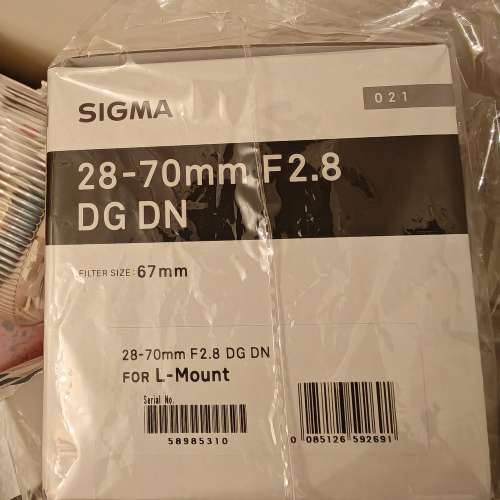 021
SIGMA
28-70mm F2.8
DG DN
FILTER SIZE : 67mm
28-70mm F2.8 DG DN
FOR L-Mount
Serial No.
58985310
0 085126 592691